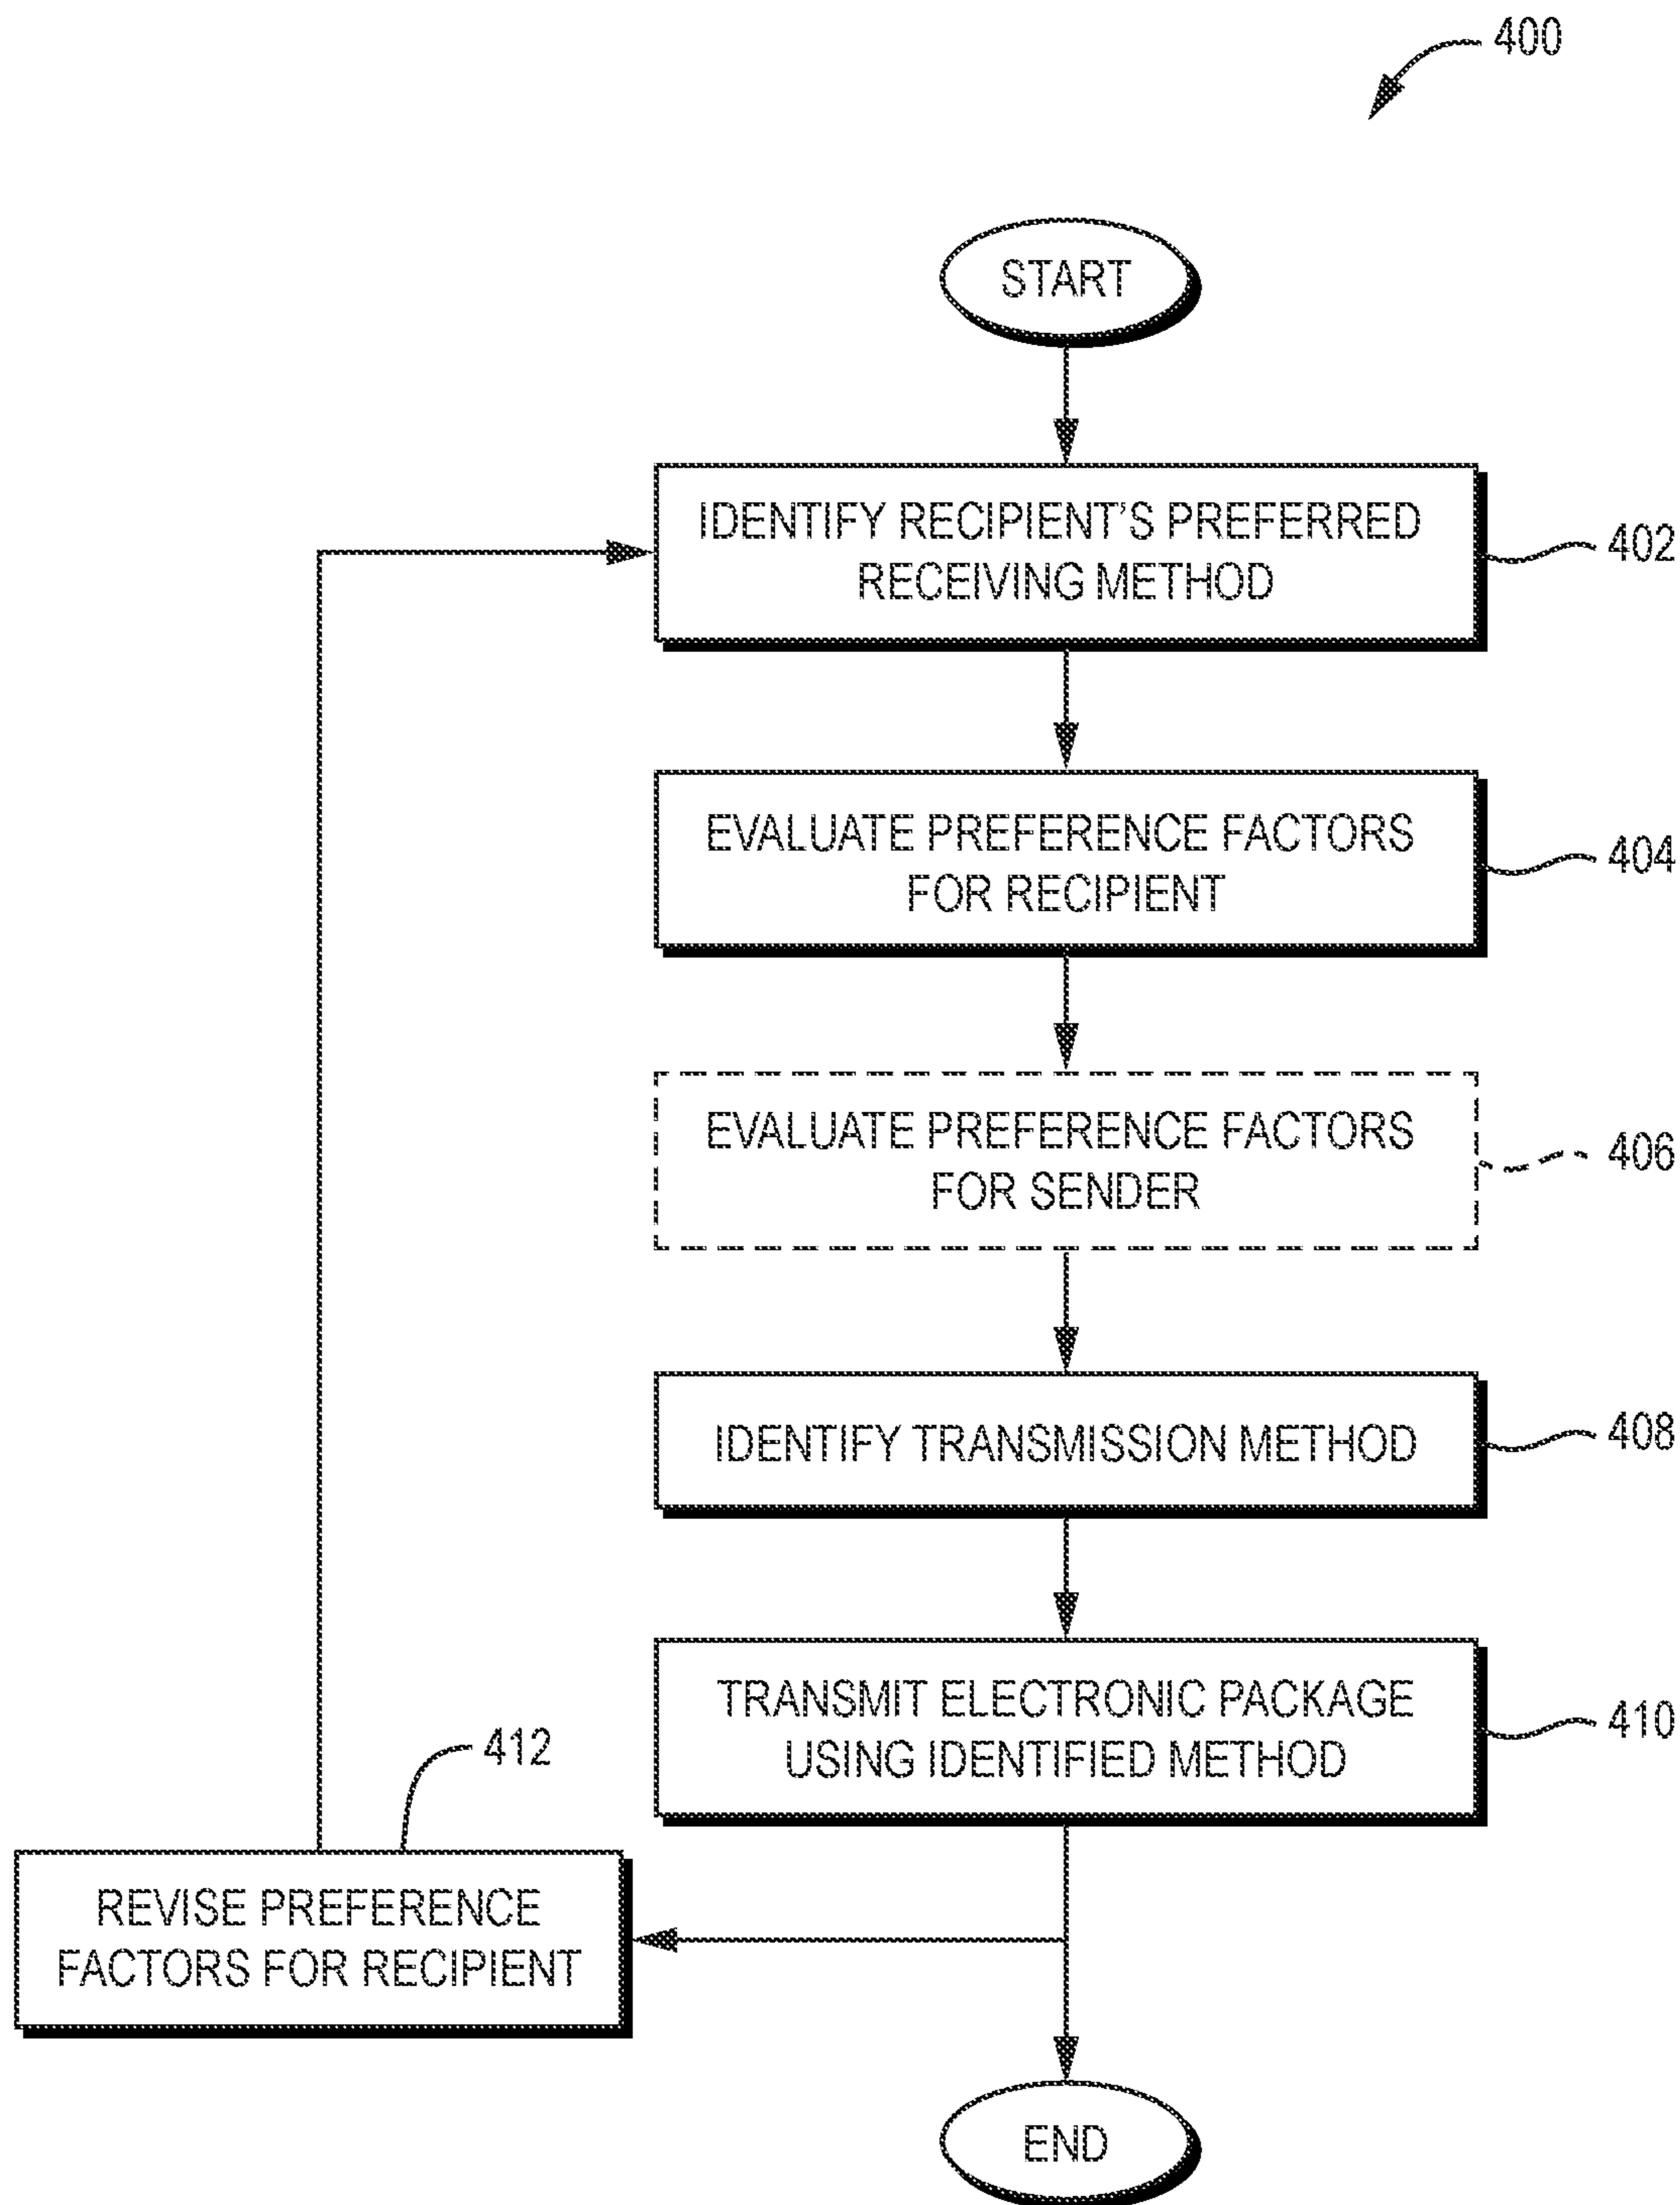 400
START
IDENTIFY RECIPIENT'S PREFERRED
RECEIVING METHOD
402
EVALUATE PREFERENCE FACTORS
FOR RECIPIENT
404
EVALUATE PREFERENCE FACTORS
FOR SENDER
406
IDENTIFY TRANSMISSION METHOD
408
TRANSMIT ELECTRONIC PACKAGE
USING IDENTIFIED METHOD
410
412
REVISE PREFERENCE
FACTORS FOR RECIPIENT
END